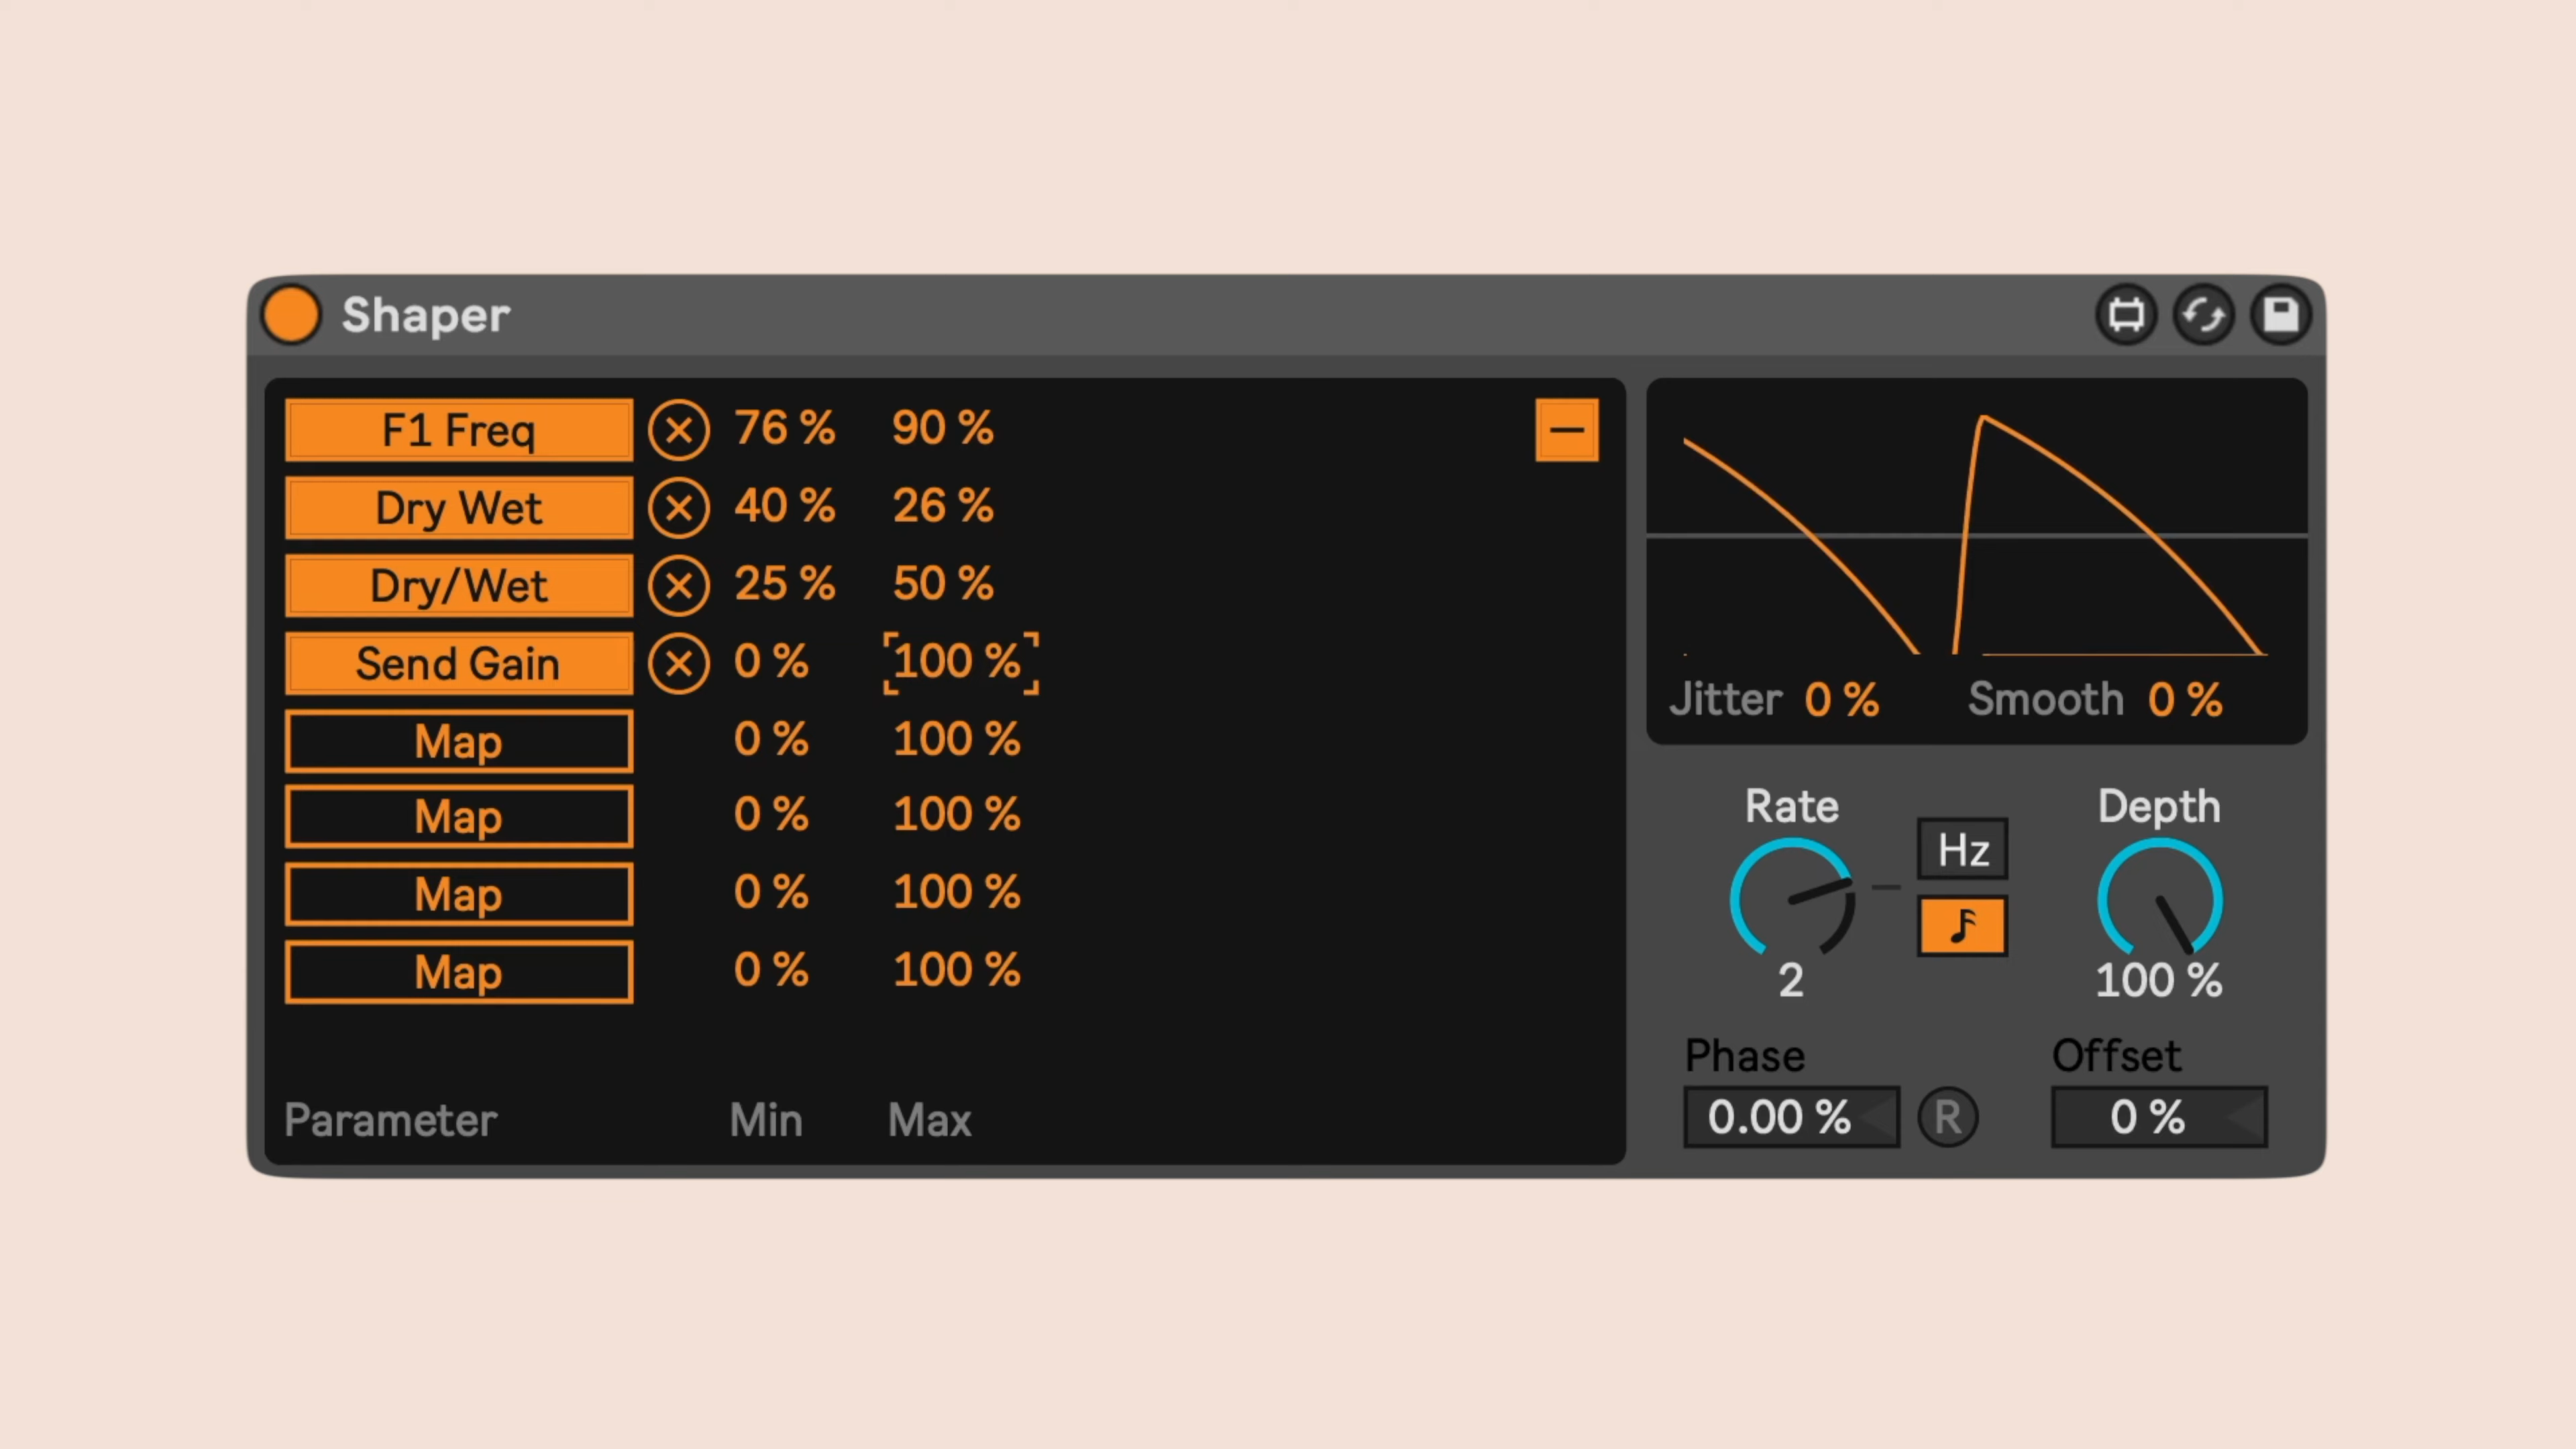 Shaper
F1 Freq 76 % 90 %
Dry Wet 40 % 26 %
Dry/Wet 25 % 50 %
Send Gain 0 % 100 %
Map 0 % 100 %
Map 0 % 100 %
Map 0 % 100 %
Map 0 % 100 %
Parameter Min Max
Jitter 0 % Smooth 0 %
Rate Depth
Hz
2 100 %
Phase Offset
0.00 % R 0 %